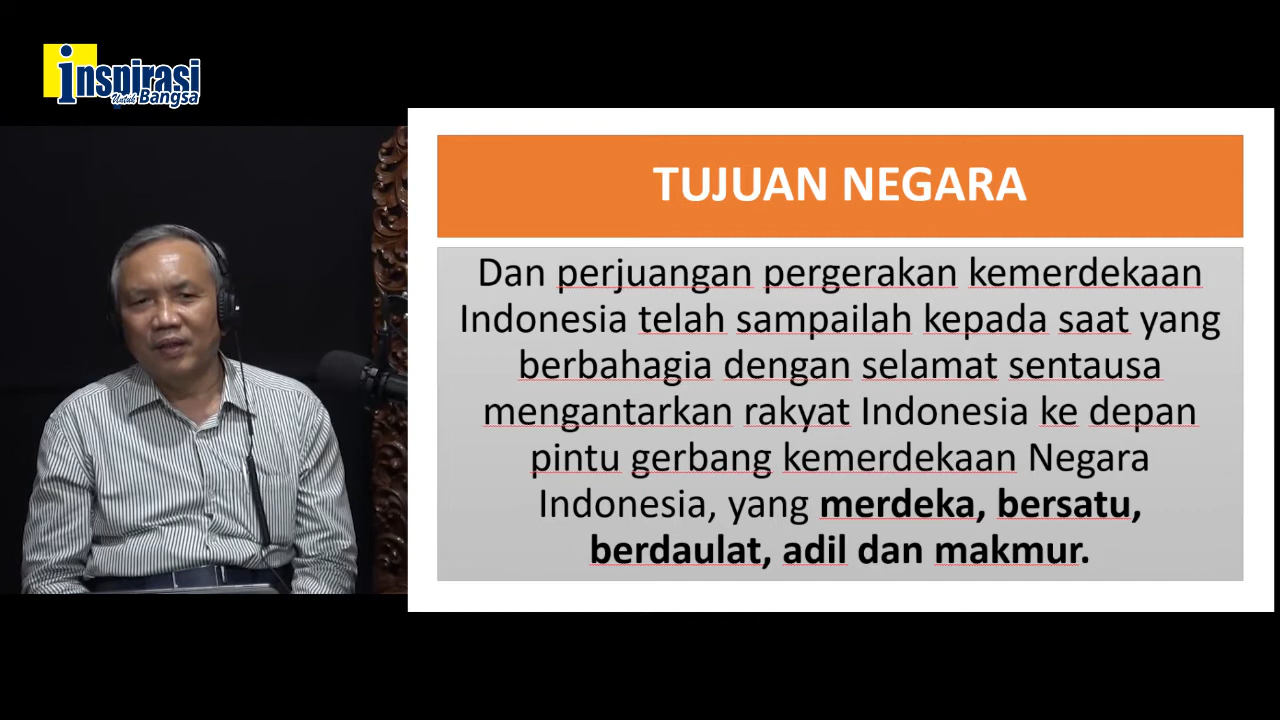 inspirasi
Untuk Bangsa
TUJUAN NEGARA
Dan perjuangan pergerakan kemerdekaan
Indonesia telah sampailah kepada saat yang
berbahagia dengan selamat sentausa
mengantarkan rakyat Indonesia ke depan
pintu gerbang kemerdekaan Negara
Indonesia, yang merdeka, bersatu,
berdaulat, adil dan makmur.